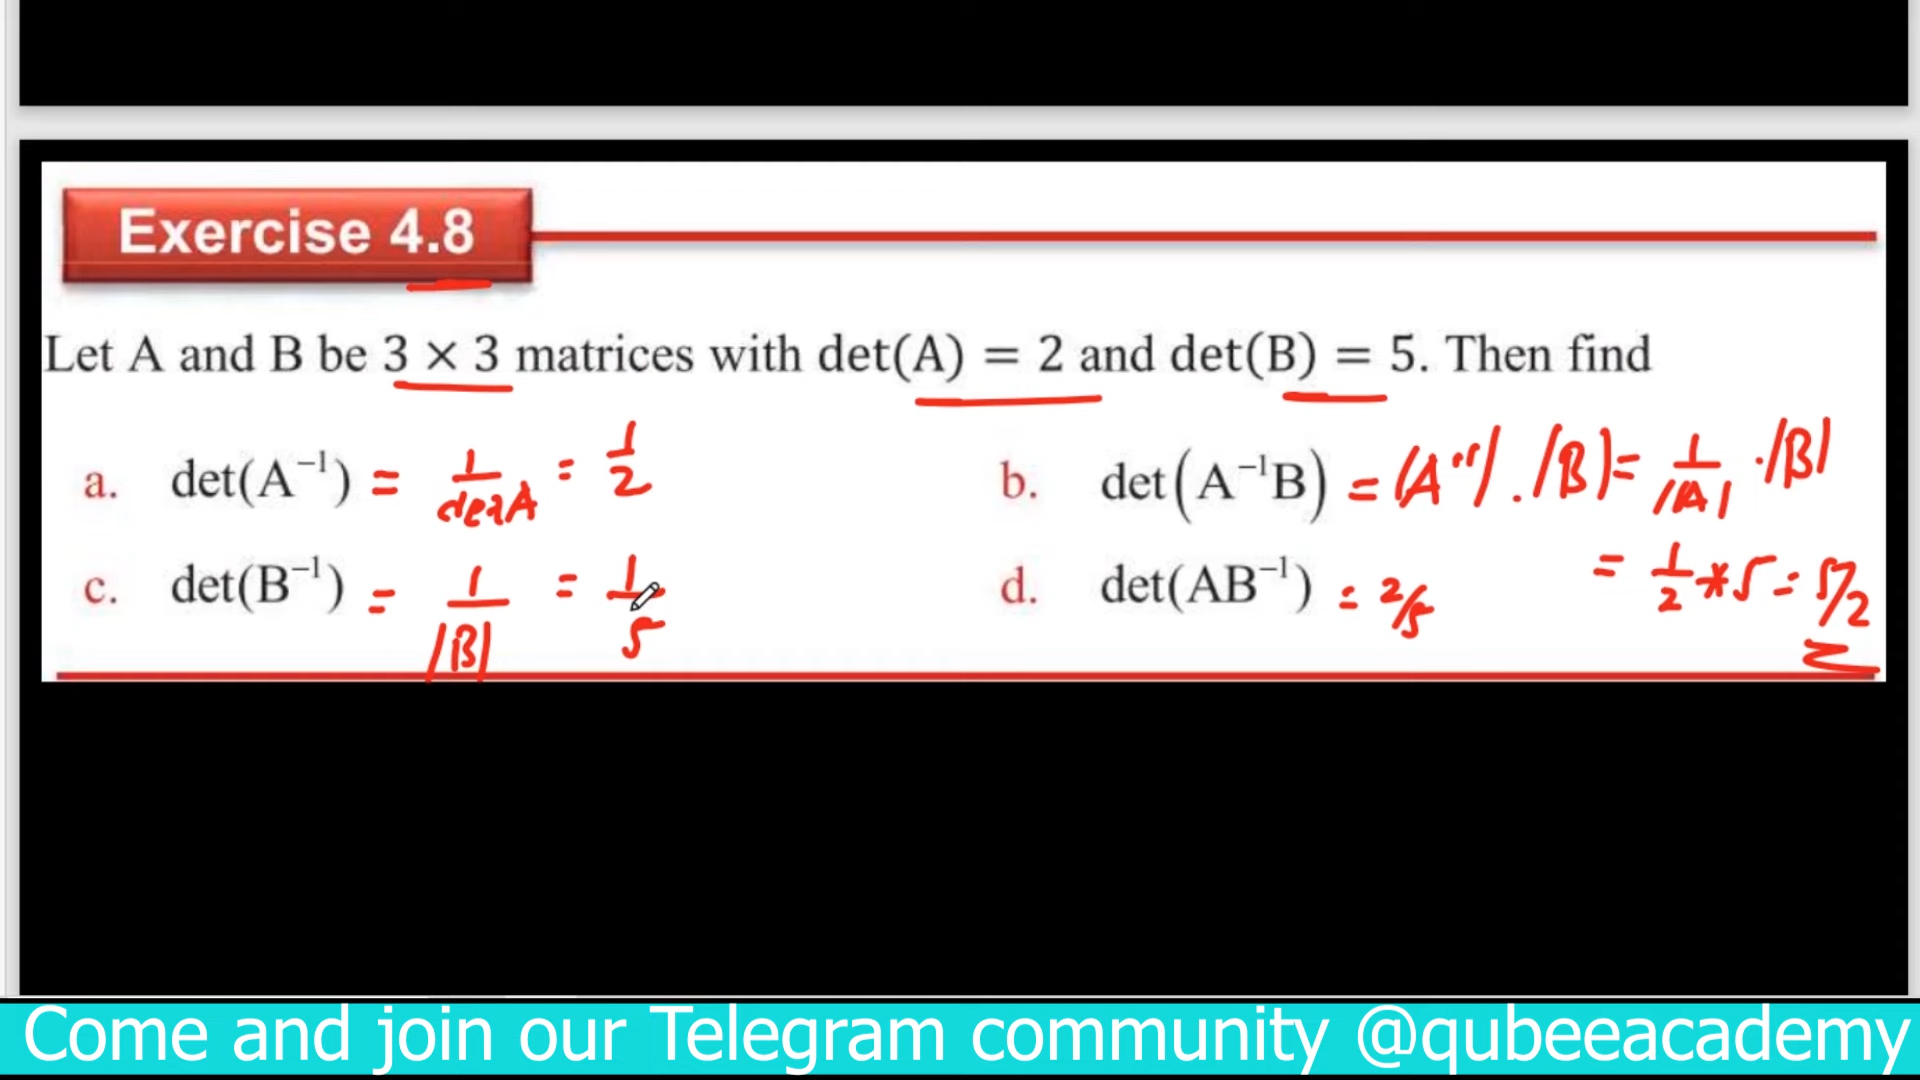 Exercise 4.8
Let A and B be 3 × 3 matrices with det(A) = 2 and det(B) = 5. Then find
a. det(A⁻¹) = 1/detA = 1/2
b. det(A⁻¹B) = |A⁻¹| . |B| = 1/|A| . |B|
= 1/2 * 5 = 5/2
c. det(B⁻¹) = 1/|B| = 1/5
d. det(AB⁻¹) = 2/5
Come and join our Telegram community @qubeeacademy